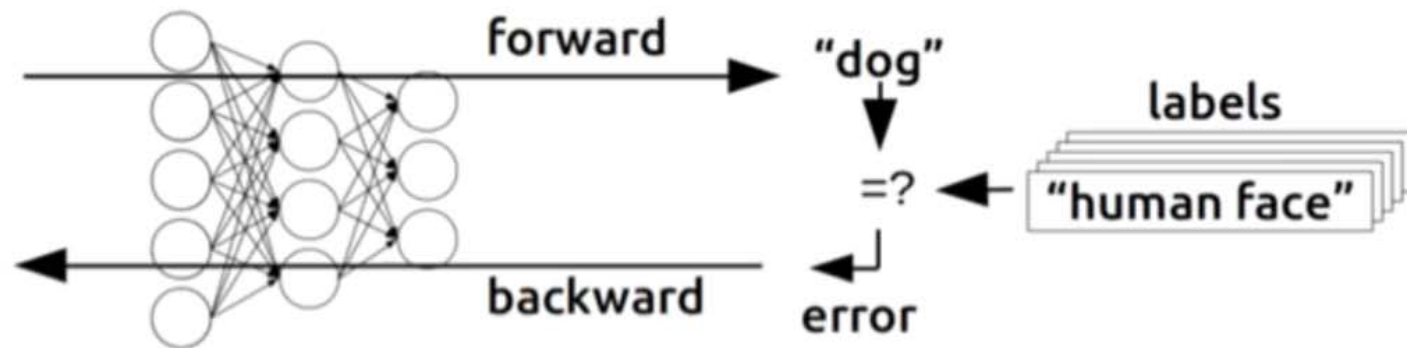 forward
“dog”
labels
=?
“human face”
backward
error